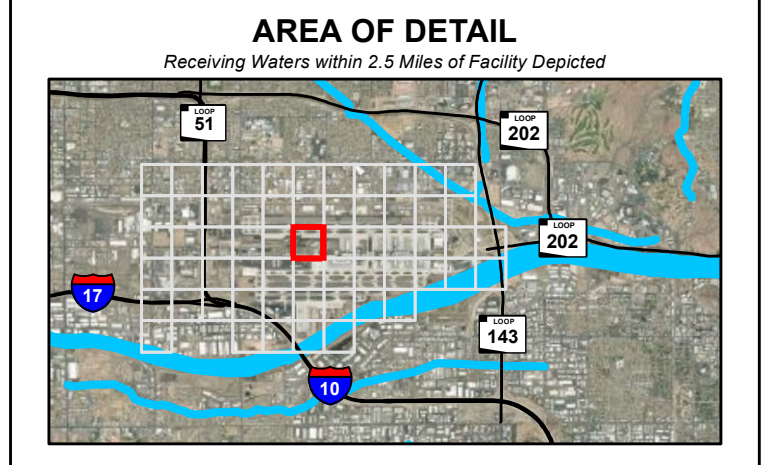 AREA OF DETAIL
Receiving Waters within 2.5 Miles of Facility Depicted
LOOP
51
LOOP
202
LOOP
202
17
LOOP
143
10